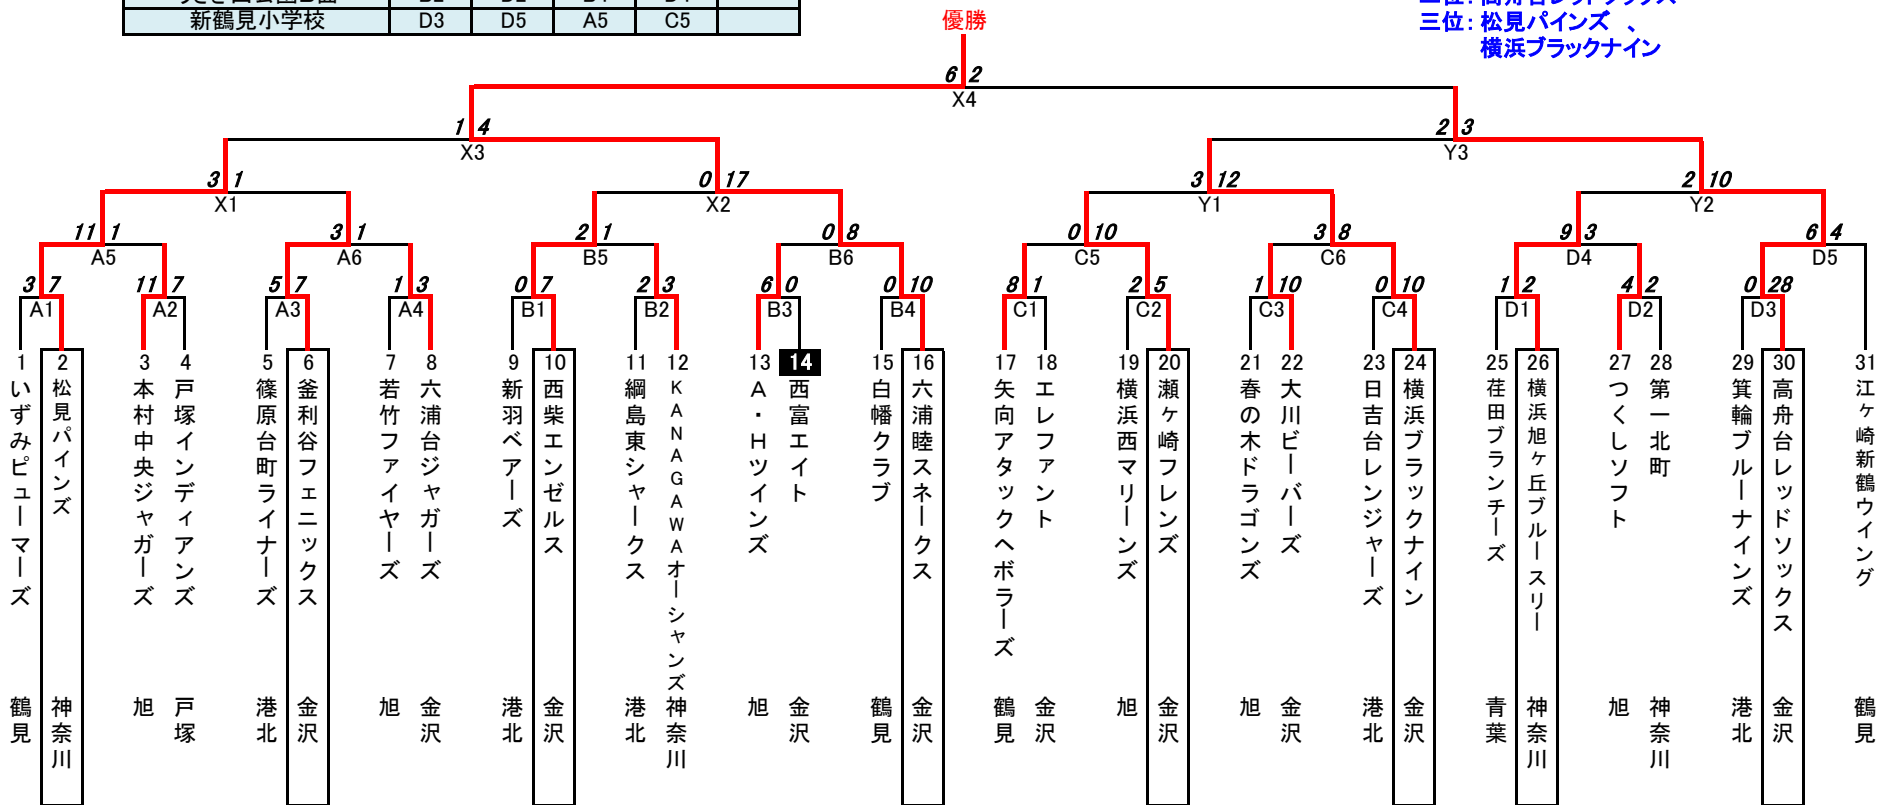 新鶴見小学校 D3 D5 A5 C5
三位：松見パインズ 、
横浜ブラックナイン
優勝
6 2
X4
1 4
X3
2 3
Y3
3 1
X1
0 17
X2
3 12
Y1
2 10
Y2
11 1
A5
3 1
A6
2 1
B5
0 8
B6
0 10
C5
3 8
C6
9 3
D4
6 4
D5
3 7
A1
11 7
A2
5 7
A3
1 3
A4
0 7
B1
2 3
B2
6 0
B3
0 10
B4
8 1
C1
2 5
C2
1 10
C3
0 10
C4
1 2
D1
4 2
D2
0 28
D3
1 いずみピューマーズ 鶴見
2 松見パインズ 神奈川
3 本村中央ジャガーズ 旭
4 戸塚インディアンズ 戸塚
5 篠原台町ライナーズ 港北
6 釜利谷フェニックス 金沢
7 若竹ファイヤーズ 旭
8 六浦台ジャガーズ 金沢
9 新羽ベアーズ 港北
10 西柴エンゼルス 金沢
11 綱島東シャークス 港北
12 KANAGAWAオーシャンズ 神奈川
13 A・Hツインズ 旭
14 西富エイト 金沢
15 白幡クラブ 鶴見
16 六浦睦スネークス 金沢
17 矢向アタックヘボラーズ 鶴見
18 エレファント 金沢
19 横浜西マリーンズ 旭
20 瀬ヶ崎フレンズ 金沢
21 春の木ドラゴンズ 旭
22 大川ビーバーズ 金沢
23 日吉台レンジャーズ 港北
24 横浜ブラックナイン 金沢
25 荏田ブランチーズ 青葉
26 横浜旭ヶ丘ブルースリー 神奈川
27 つくしソフト 旭
28 第一北町 神奈川
29 箕輪ブルーナインズ 港北
30 高舟台レッドソックス 金沢
31 江ヶ崎新鶴ウイング 鶴見